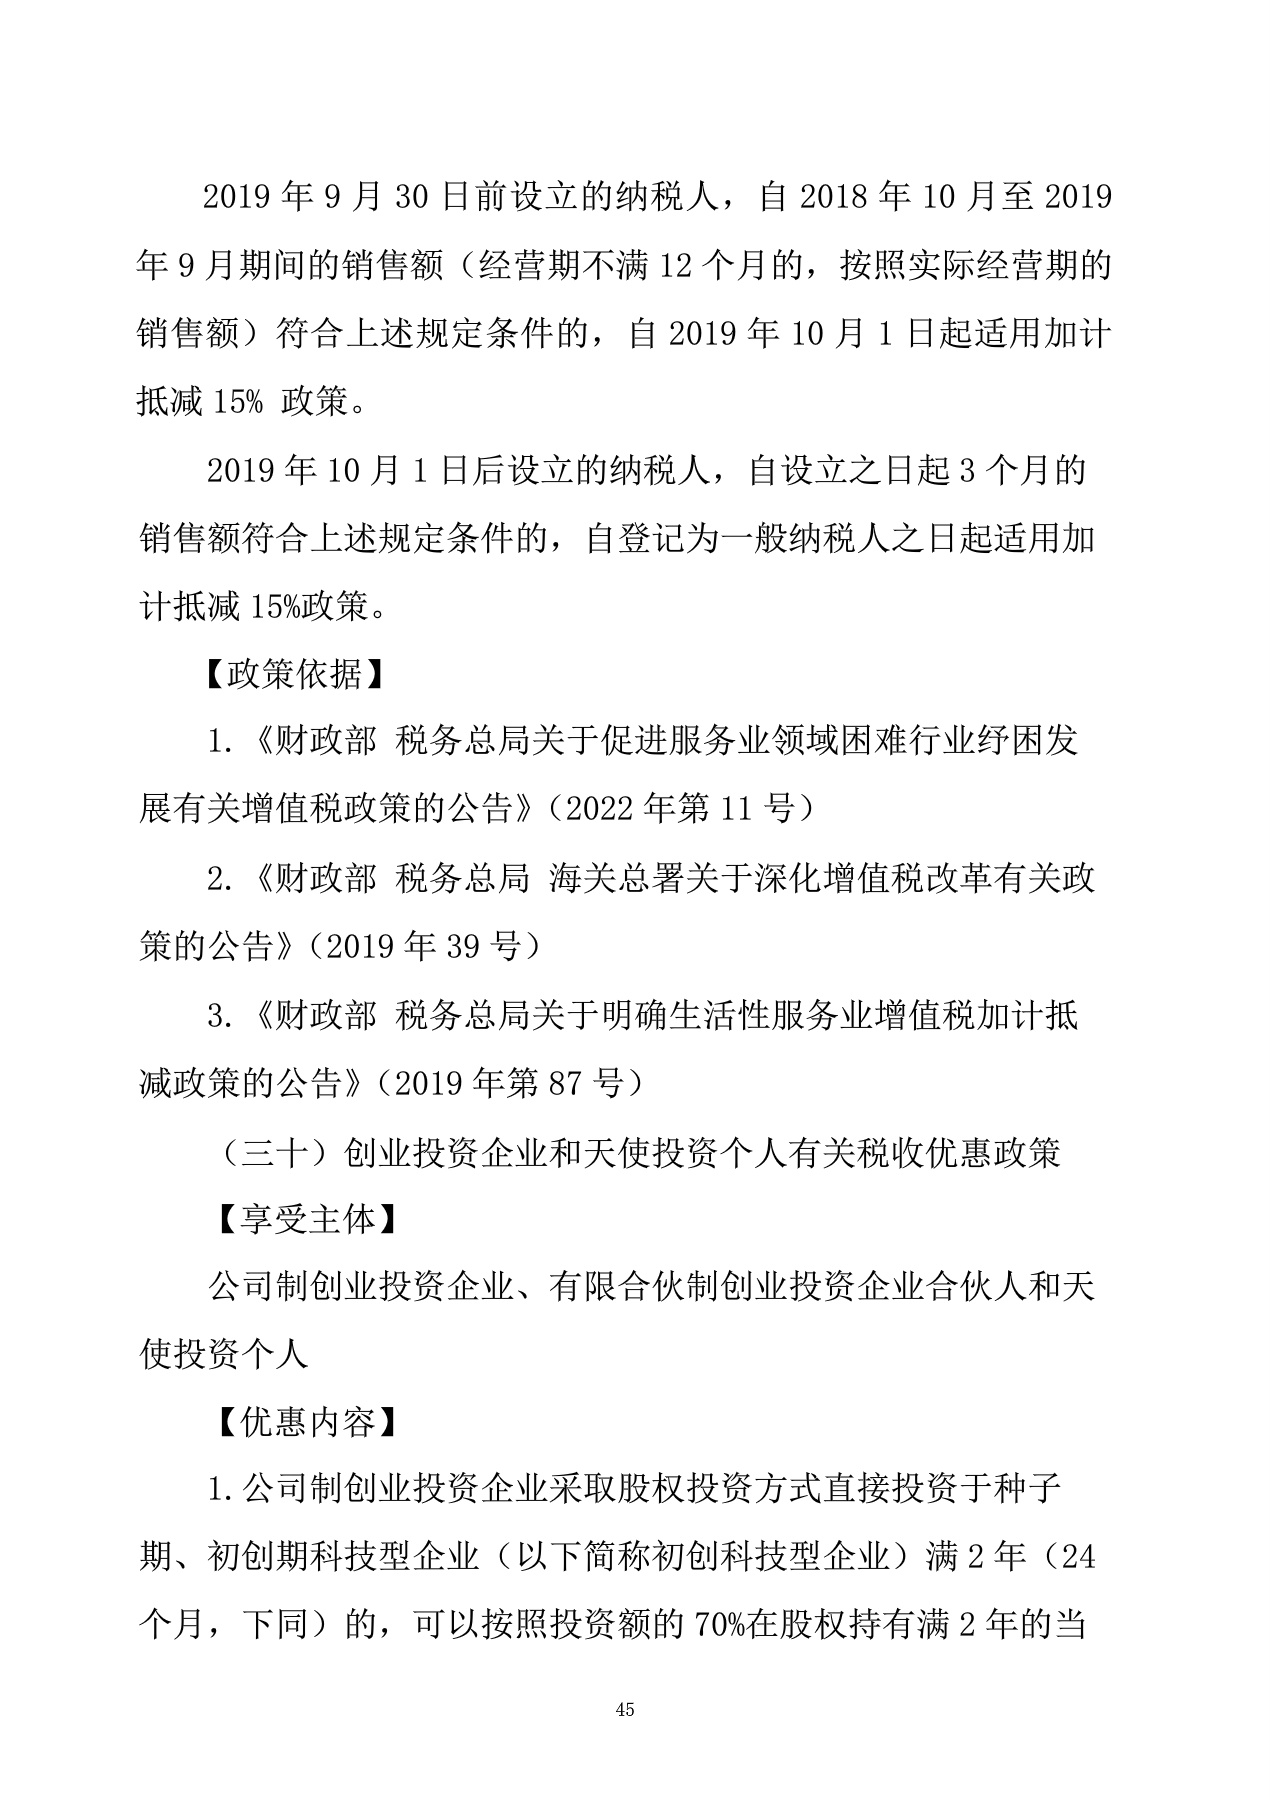 2019 年 9 月 30 日前设立的纳税人，自 2018 年 10 月至 2019
年 9 月期间的销售额（经营期不满 12 个月的，按照实际经营期的
销售额）符合上述规定条件的，自 2019 年 10 月 1 日起适用加计
抵减 15% 政策。
2019 年 10 月 1 日后设立的纳税人，自设立之日起 3 个月的
销售额符合上述规定条件的，自登记为一般纳税人之日起适用加
计抵减 15%政策。
【政策依据】
1.《财政部 税务总局关于促进服务业领域困难行业纾困发
展有关增值税政策的公告》（2022 年第 11 号）
2.《财政部 税务总局 海关总署关于深化增值税改革有关政
策的公告》（2019 年 39 号）
3.《财政部 税务总局关于明确生活性服务业增值税加计抵
减政策的公告》（2019 年第 87 号）
（三十）创业投资企业和天使投资个人有关税收优惠政策
【享受主体】
公司制创业投资企业、有限合伙制创业投资企业合伙人和天
使投资个人
【优惠内容】
1.公司制创业投资企业采取股权投资方式直接投资于种子
期、初创期科技型企业（以下简称初创科技型企业）满 2 年（24
个月，下同）的，可以按照投资额的 70%在股权持有满 2 年的当
45